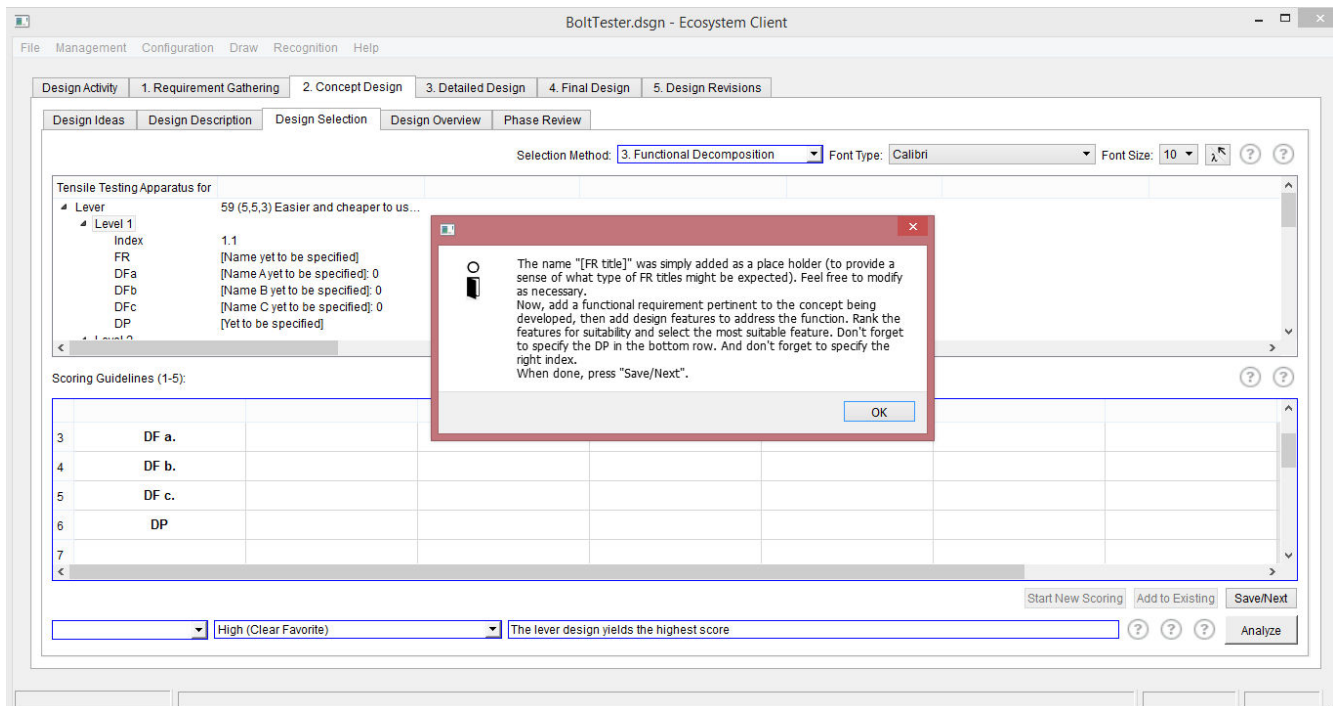 BoltTester.dsgn - Ecosystem Client
File Management Configuration Draw Recognition Help
Design Activity 1. Requirement Gathering 2. Concept Design 3. Detailed Design 4. Final Design 5. Design Revisions
Design Ideas Design Description Design Selection Design Overview Phase Review
Selection Method: 3. Functional Decomposition Font Type: Calibri Font Size: 10 λ ? ?
Tensile Testing Apparatus for
Lever 59 (5,5,3) Easier and cheaper to us...
Level 1
Index 1.1
FR [Name yet to be specified]
DFa [Name A yet to be specified]: 0
DFb [Name B yet to be specified]: 0
DFc [Name C yet to be specified]: 0
DP [Yet to be specified]
The name "[FR title]" was simply added as a place holder (to provide a
sense of what type of FR titles might be expected). Feel free to modify
as necessary.
Now, add a functional requirement pertinent to the concept being
developed, then add design features to address the function. Rank the
features for suitability and select the most suitable feature. Don't forget
to specify the DP in the bottom row. And don't forget to specify the
right index.
When done, press "Save/Next".
OK
Scoring Guidelines (1-5): ? ?
3 DF a.
4 DF b.
5 DF c.
6 DP
7
Start New Scoring Add to Existing Save/Next
High (Clear Favorite) The lever design yields the highest score ? ? ? Analyze